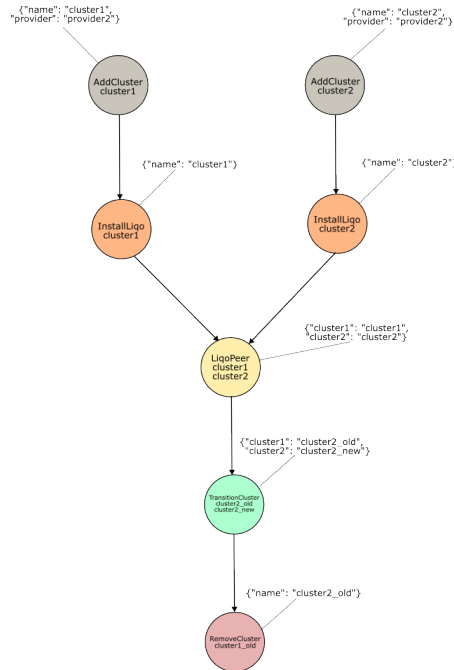 {"name": "cluster1",
"provider": "provider2"}
{"name": "cluster2",
"provider": "provider2"}
AddCluster
cluster1
AddCluster
cluster2
{"name": "cluster1"}
{"name": "cluster2"}
InstallLiqo
cluster1
InstallLiqo
cluster2
{"cluster1": "cluster1",
"cluster2": "cluster2"}
LiqoPeer
cluster1
cluster2
{"cluster1": "cluster2_old",
"cluster2": "cluster2_new"}
TransitionCluster
cluster2_old
cluster2_new
{"name": "cluster2_old"}
RemoveCluster
cluster1_old